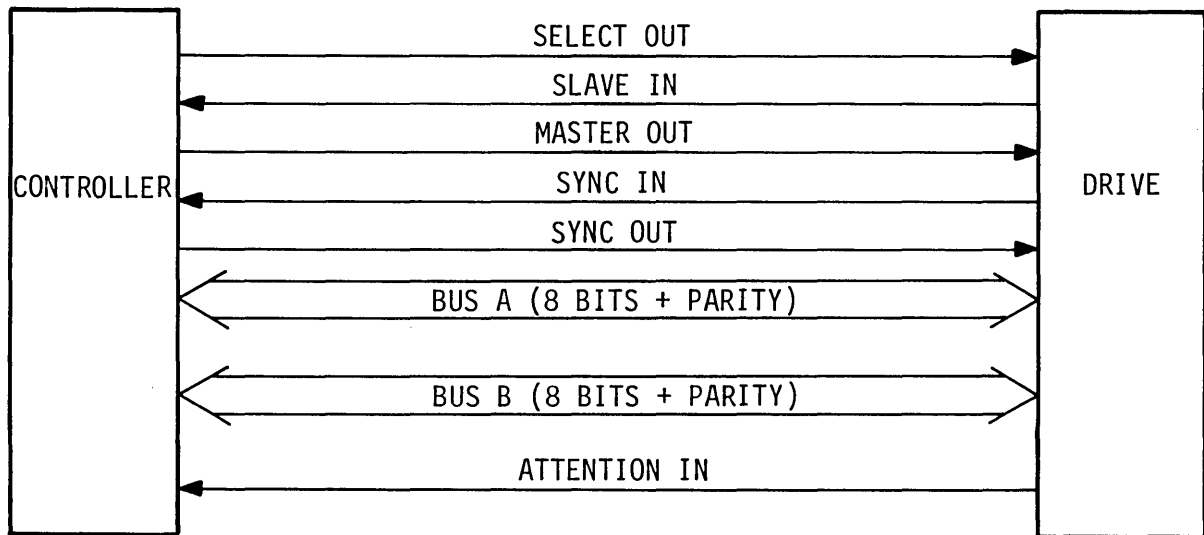 SELECT OUT
SLAVE IN
MASTER OUT
CONTROLLER
SYNC IN
DRIVE
SYNC OUT
BUS A (8 BITS + PARITY)
BUS B (8 BITS + PARITY)
ATTENTION IN